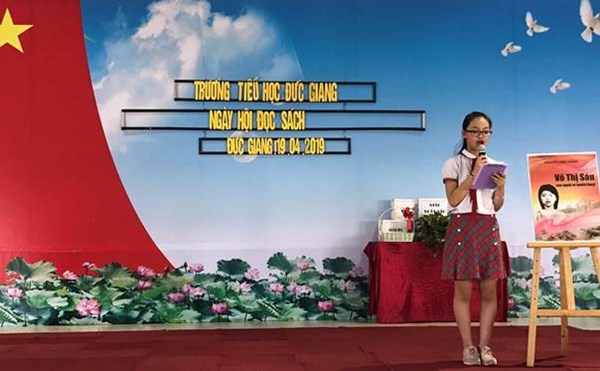 TRƯỜNG TIỂU HỌC ĐỨC GIANG
NGÀY HỘI ĐỌC SÁCH
ĐỨC GIANG 19.04.2019
Võ Thị Sáu